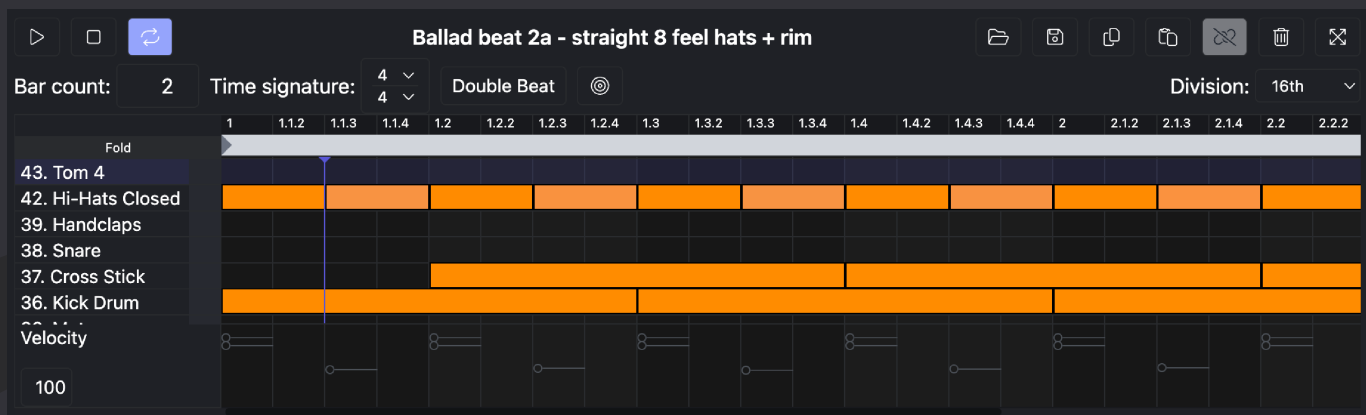 Ballad beat 2a - straight 8 feel hats + rim
Bar count: 2 Time signature: 4 4 Double Beat Division: 16th
1 1.1.2 1.1.3 1.1.4 1.2 1.2.2 1.2.3 1.2.4 1.3 1.3.2 1.3.3 1.3.4 1.4 1.4.2 1.4.3 1.4.4 2 2.1.2 2.1.3 2.1.4 2.2 2.2.2
Fold
43. Tom 4
42. Hi-Hats Closed
39. Handclaps
38. Snare
37. Cross Stick
36. Kick Drum
Velocity
100